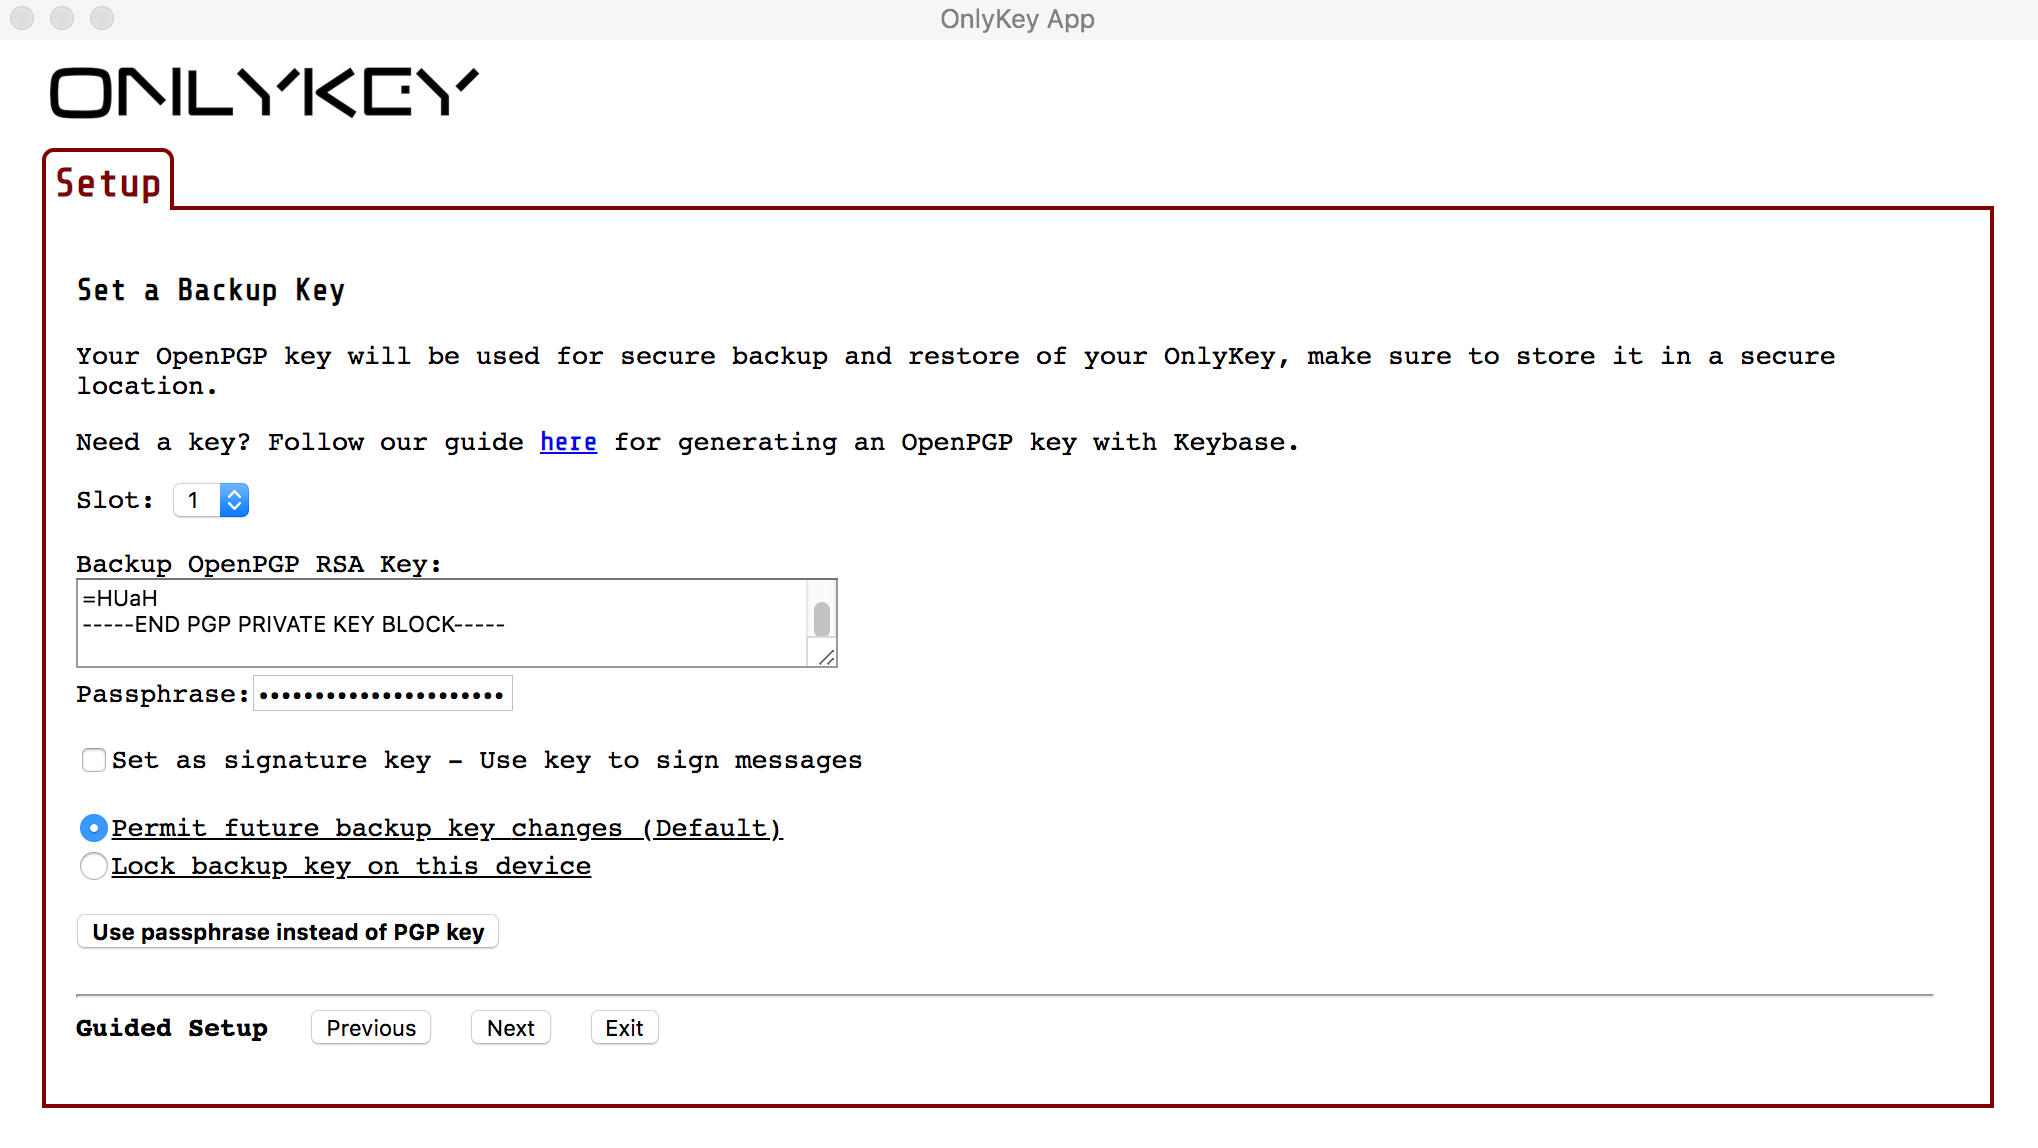 OnlyKey App
ONLYKEY
Setup
Set a Backup Key
Your OpenPGP key will be used for secure backup and restore of your OnlyKey, make sure to store it in a secure
location.
Need a key? Follow our guide here for generating an OpenPGP key with Keybase.
Slot: 1
Backup OpenPGP RSA Key:
=HUaH
-----END PGP PRIVATE KEY BLOCK-----
Passphrase: ••••••••••••••••••••••
Set as signature key – Use key to sign messages
Permit future backup key changes (Default)
Lock backup key on this device
Use passphrase instead of PGP key
Guided Setup Previous Next Exit